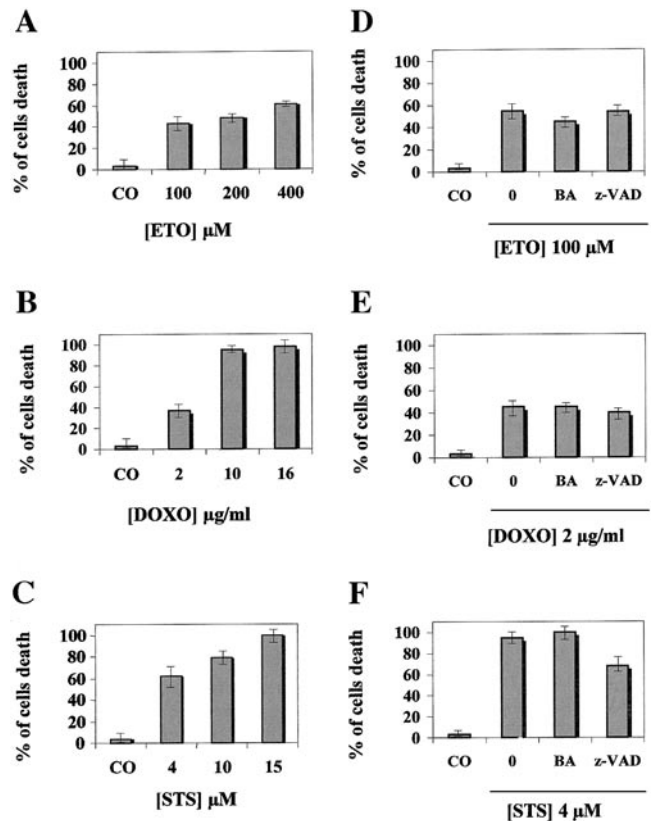 A
% of cells death
100
80
60
40
20
0
CO 100 200 400
[ETO] µM
B
% of cells death
100
80
60
40
20
0
CO 2 10 16
[DOXO] µg/ml
C
% of cells death
100
80
60
40
20
0
CO 4 10 15
[STS] µM
D
% of cells death
100
80
60
40
20
0
CO 0 BA z-VAD
[ETO] 100 µM
E
% of cells death
100
80
60
40
20
0
CO 0 BA z-VAD
[DOXO] 2 µg/ml
F
% of cells death
100
80
60
40
20
0
CO 0 BA z-VAD
[STS] 4 µM